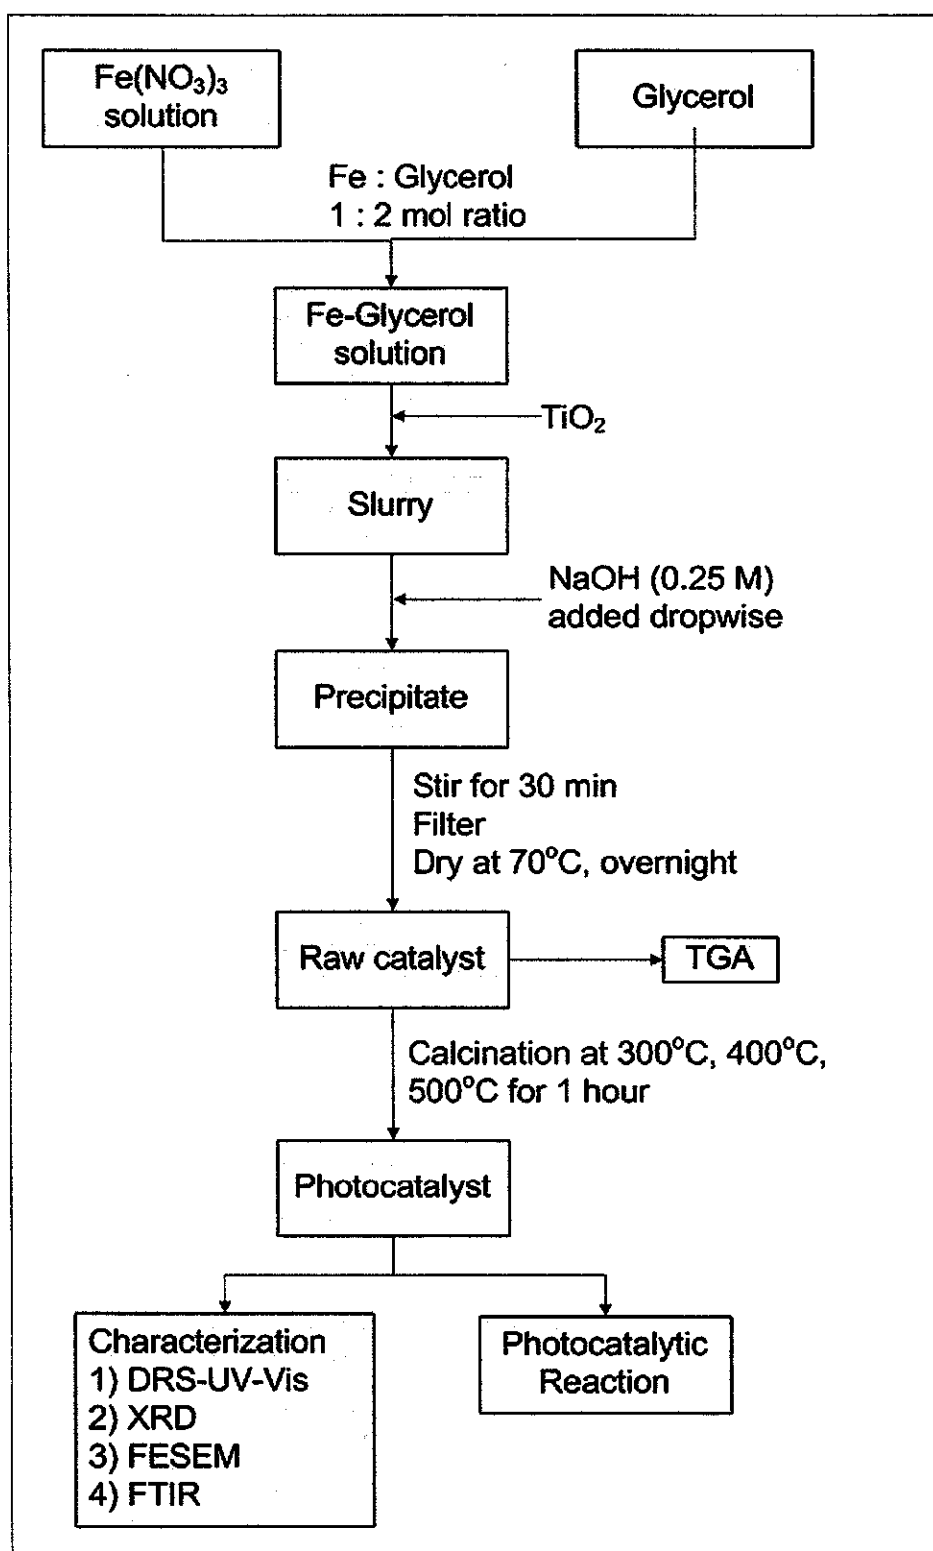 Fe(NO₃)₃
solution
Glycerol
Fe : Glycerol
1 : 2 mol ratio
Fe-Glycerol
solution
TiO₂
Slurry
NaOH (0.25 M)
added dropwise
Precipitate
Stir for 30 min
Filter
Dry at 70°C, overnight
Raw catalyst
TGA
Calcination at 300°C, 400°C,
500°C for 1 hour
Photocatalyst
Characterization
1) DRS-UV-Vis
2) XRD
3) FESEM
4) FTIR
Photocatalytic
Reaction